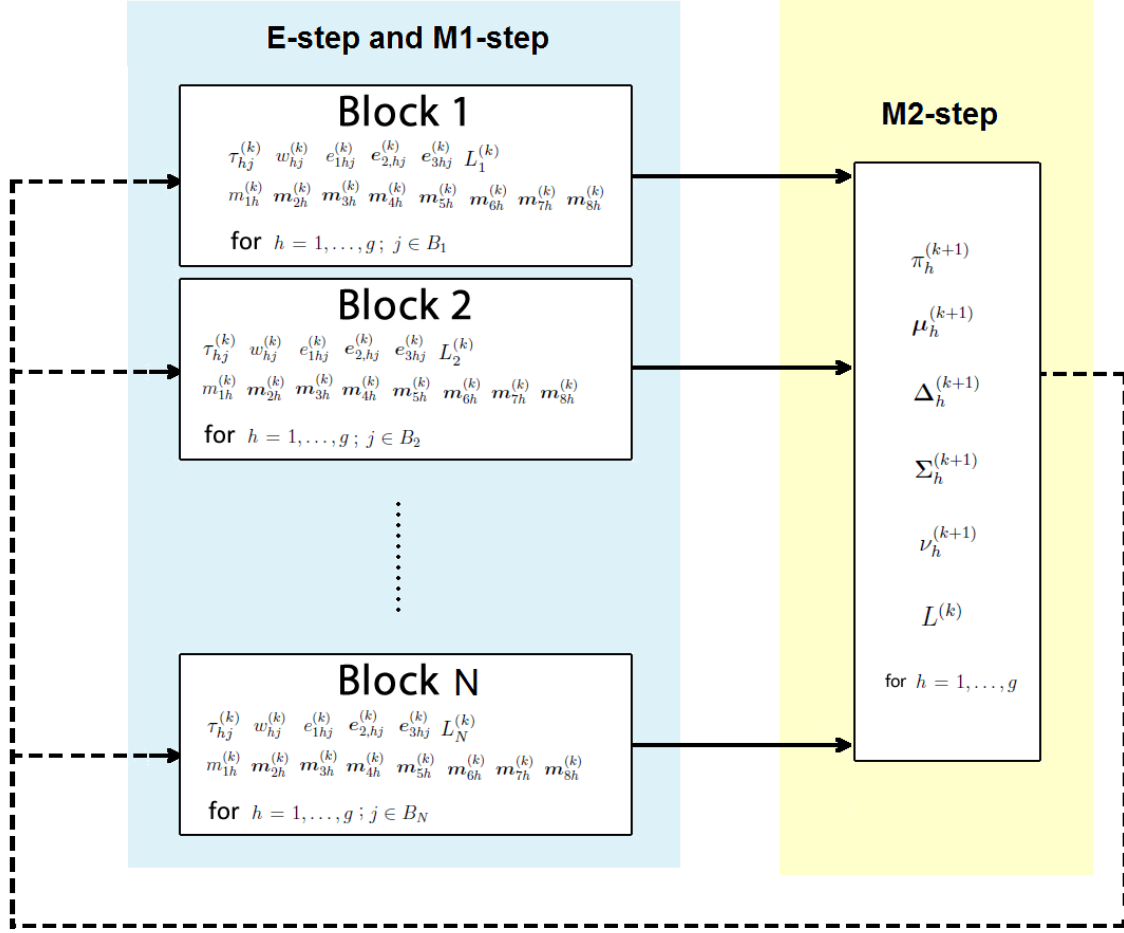 E-step and M1-step
Block 1
τ_{hj}^{(k)} w_{hj}^{(k)} e_{1hj}^{(k)} e_{2,hj}^{(k)} e_{3hj}^{(k)} L_1^{(k)}
m_{1h}^{(k)} m_{2h}^{(k)} m_{3h}^{(k)} m_{4h}^{(k)} m_{5h}^{(k)} m_{6h}^{(k)} m_{7h}^{(k)} m_{8h}^{(k)}
for h = 1, . . . , g ; j ∈ B_1
Block 2
τ_{hj}^{(k)} w_{hj}^{(k)} e_{1hj}^{(k)} e_{2,hj}^{(k)} e_{3hj}^{(k)} L_2^{(k)}
m_{1h}^{(k)} m_{2h}^{(k)} m_{3h}^{(k)} m_{4h}^{(k)} m_{5h}^{(k)} m_{6h}^{(k)} m_{7h}^{(k)} m_{8h}^{(k)}
for h = 1, . . . , g ; j ∈ B_2
Block N
τ_{hj}^{(k)} w_{hj}^{(k)} e_{1hj}^{(k)} e_{2,hj}^{(k)} e_{3hj}^{(k)} L_N^{(k)}
m_{1h}^{(k)} m_{2h}^{(k)} m_{3h}^{(k)} m_{4h}^{(k)} m_{5h}^{(k)} m_{6h}^{(k)} m_{7h}^{(k)} m_{8h}^{(k)}
for h = 1, . . . , g ; j ∈ B_N
M2-step
π_h^{(k+1)}
μ_h^{(k+1)}
Δ_h^{(k+1)}
Σ_h^{(k+1)}
ν_h^{(k+1)}
L^{(k)}
for h = 1, . . . , g